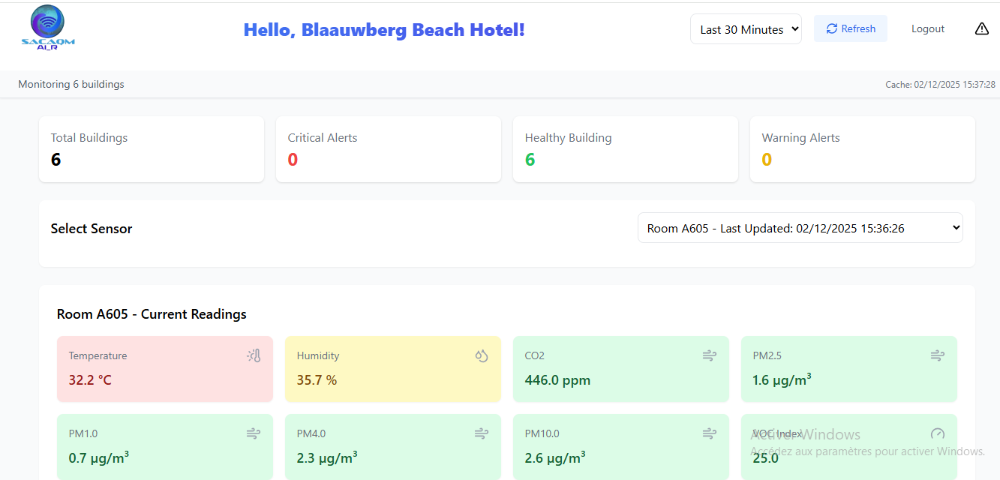 Hello, Blaauwberg Beach Hotel!
Last 30 Minutes
Refresh
Logout
SACAQM
AI_R
Monitoring 6 buildings
Cache: 02/12/2025 15:37:28
Total Buildings
6
Critical Alerts
0
Healthy Building
6
Warning Alerts
0
Select Sensor
Room A605 - Last Updated: 02/12/2025 15:36:26
Room A605 - Current Readings
Temperature
32.2 °C
Humidity
35.7 %
CO2
446.0 ppm
PM2.5
1.6 µg/m³
PM1.0
0.7 µg/m³
PM4.0
2.3 µg/m³
PM10.0
2.6 µg/m³
VOC Index
25.0
Activer Windows
Accédez aux paramètres pour activer Windows.